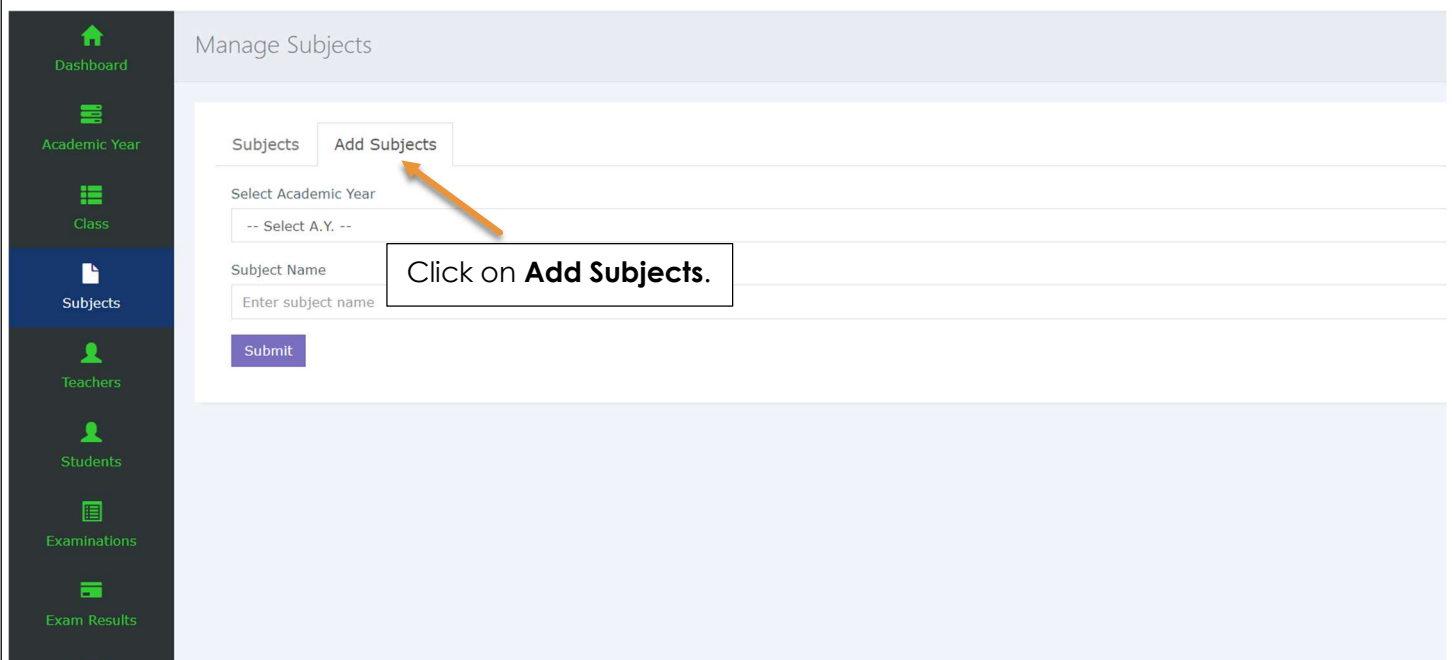 Dashboard
Academic Year
Class
Subjects
Teachers
Students
Examinations
Exam Results
Manage Subjects
Subjects
Add Subjects
Select Academic Year
-- Select A.Y. --
Subject Name
Enter subject name
Submit
Click on Add Subjects.